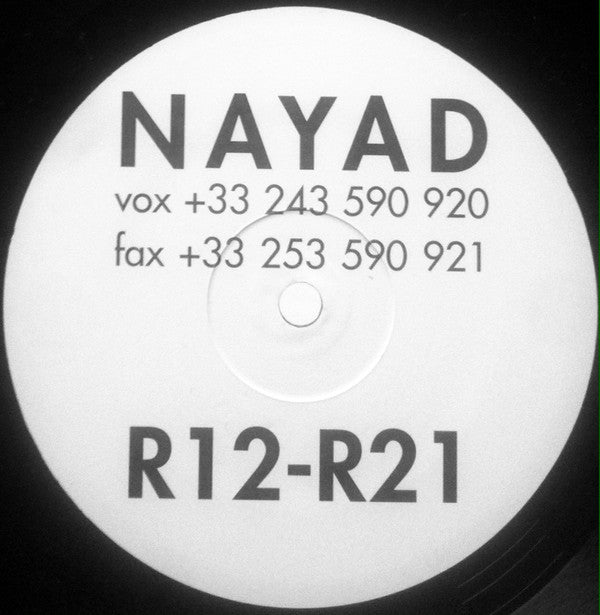 NAYAD
vox +33 243 590 920
fax +33 253 590 921
R12-R21